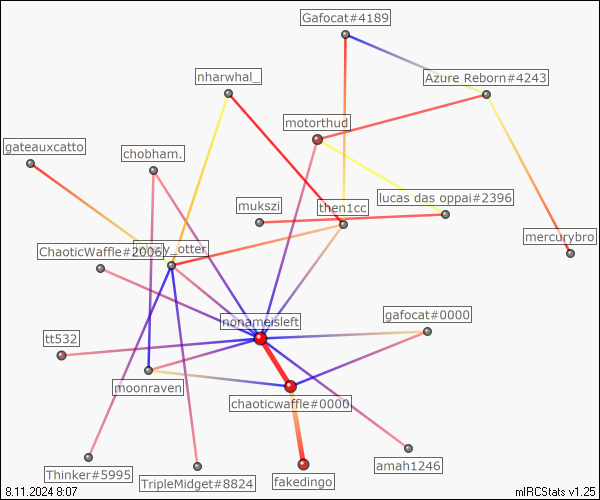 Gafocat#4189
nharwhal_
Azure Reborn#4243
motorthud
gateauxcatto
chobham.
lucas das oppai#2396
mukszi
then1cc
mercurybro
ChaoticWaffle#2006
y_otter
gafocat#0000
nonameisleft
tt532
moonraven
chaoticwaffle#0000
amah1246
Thinker#5995
TripleMidget#8824
fakedingo
8.11.2024 8:07
mIRCStats v1.25